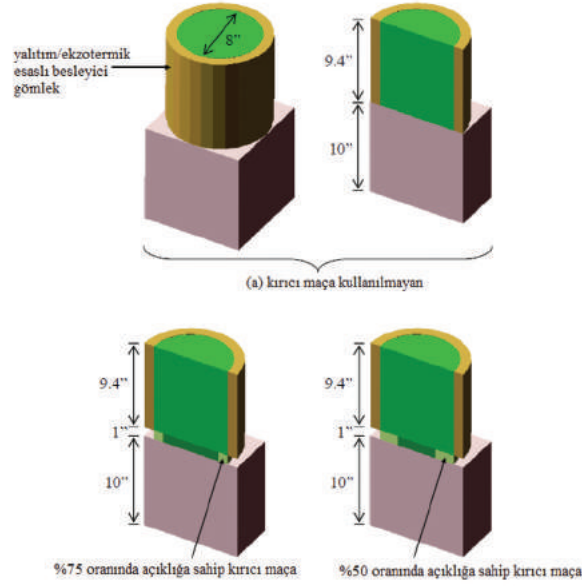 8”
yalıtım/ekzotermik
esaslı besleyici
gömlek
9.4”
10”
(a) kırıcı maça kullanılmayan
9.4”
1”
10”
%75 oranında açıklığa sahip kırıcı maça
9.4”
1”
10”
%50 oranında açıklığa sahip kırıcı maça